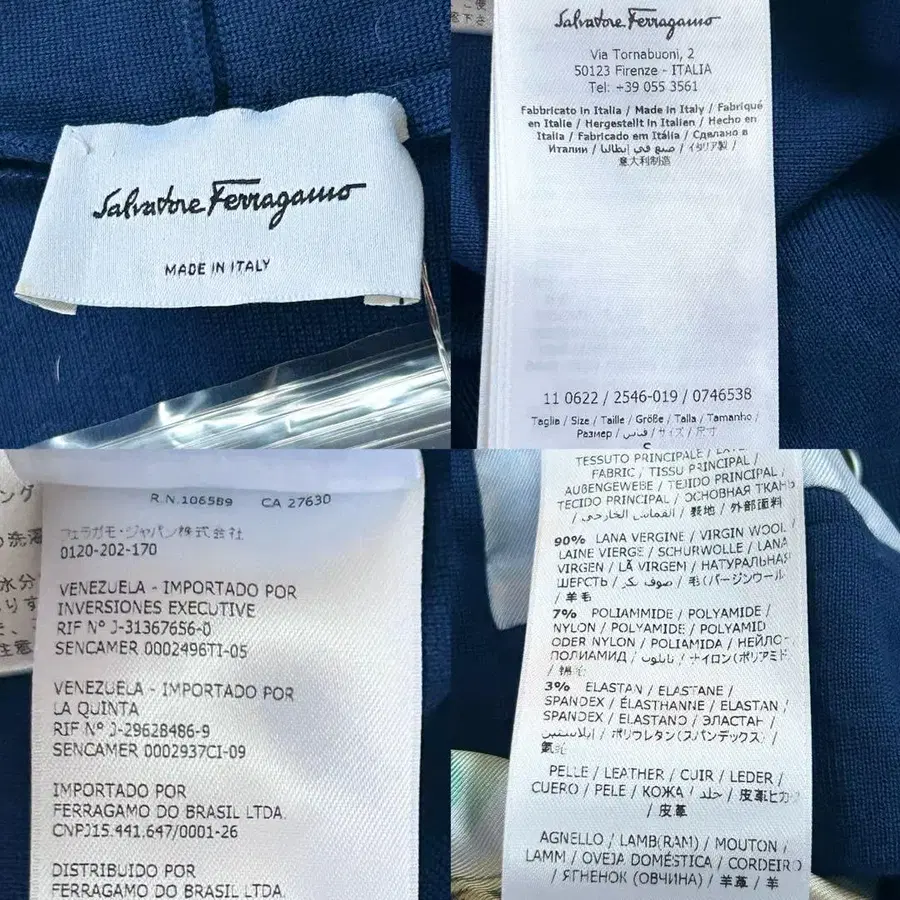 Salvatore Ferragamo
MADE IN ITALY
Salvatore Ferragamo
Via Tornabuoni, 2
50123 Firenze - ITALIA
Tel: +39 055 3561
Fabbricato in Italia / Made in Italy / Fabriqué
en Italie / Hergestellt in Italien / Hecho en
Italia / Fabricado em Itália / Сделано в
Италии / صنع في إيطاليا / イタリア製 /
意大利制造
11 0622 / 2546-019 / 0746538
Taglia / Size / Taille / Größe / Talla / Tamanho /
Размер / قياس / サイズ / 尺寸
R.N.106589 CA 27630
フェラガモ・ジャパン株式会社
0120-202-170
VENEZUELA - IMPORTADO POR
INVERSIONES EXECUTIVE
RIF Nº J-31367656-0
SENCAMER 0002496TI-05
VENEZUELA - IMPORTADO POR
LA QUINTA
RIF Nº J-29628486-9
SENCAMER 0002937CI-09
IMPORTADO POR
FERRAGAMO DO BRASIL LTDA.
CNPJ15.441.647/0001-26
DISTRIBUIDO POR
FERRAGAMO DO BRASIL LTDA.
TESSUTO PRINCIPALE /
FABRIC / TISSU PRINCIPAL /
AUßENGEWEBE / TEJIDO PRINCIPAL /
TECIDO PRINCIPAL / ОСНОВНАЯ ТКАНЬ
/ القماش الخارجي / 表地 / 外部面料
90% LANA VERGINE / VIRGIN WOOL /
LAINE VIERGE / SCHURWOLLE / LANA
VIRGEN / LÃ VIRGEM / НАТУРАЛЬНАЯ
ШЕРСТЬ / صوف بكر / 毛(バージンウール)
/ 羊毛
7% POLIAMMIDE / POLYAMIDE /
NYLON / POLYAMIDE / POLYAMID
ODER NYLON / POLIAMIDA / НЕЙЛО-
ПОЛИАМИД / نايلون / ナイロン(ポリアミド)
/ 锦纶
3% ELASTAN / ELASTANE /
SPANDEX / ÉLASTHANNE / ELASTAN /
SPANDEX / ELASTANO / ЭЛАСТАН /
ايلاستين / ポリウレタン(スパンデックス) /
氨纶
PELLE / LEATHER / CUIR / LEDER /
CUERO / PELE / КОЖА / جلد / 皮革
/ 皮革
AGNELLO / LAMB(RAM) / MOUTON /
LAMM / OVEJA DOMÉSTICA / CORDEIRO
/ ЯГНЕНОК (ОВЧИНА) / 羊革 / 羊